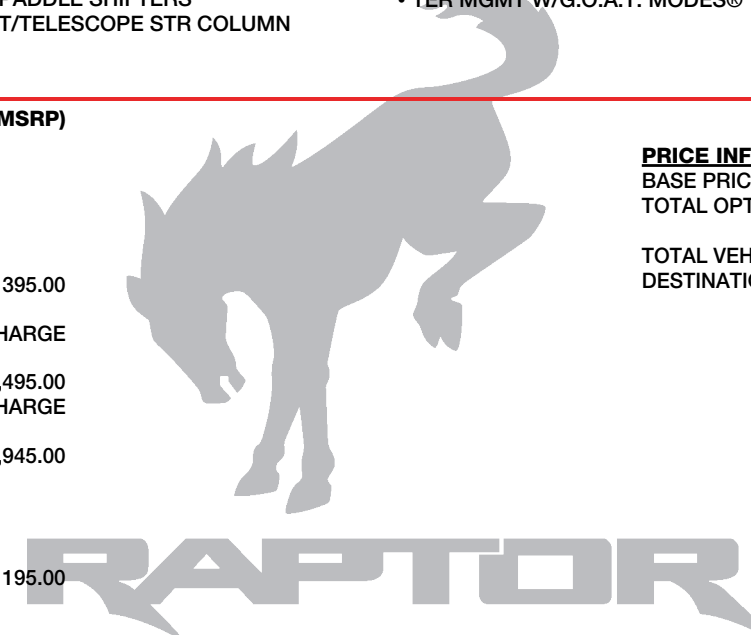 PADDLE SHIFTERS
T/TELESCOPE STR COLUMN
• TER MGMT W/G.O.A.T. MODES®
MSRP)
395.00
HARGE
,495.00
HARGE
,945.00
195.00
PRICE INF
BASE PRIC
TOTAL OPT
TOTAL VEH
DESTINATI
RAPTOR